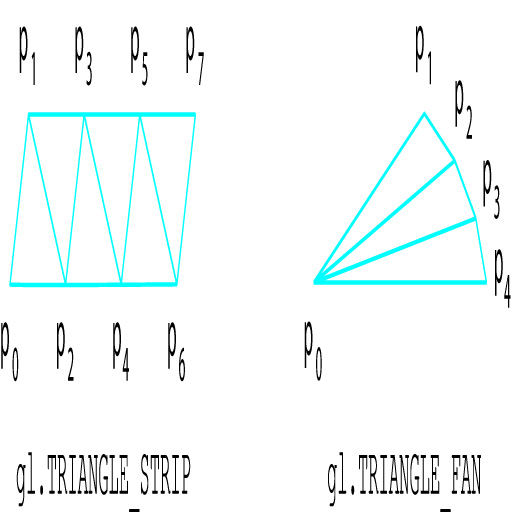 p1 p3 p5 p7 p1
p2
p3
p4
p0 p2 p4 p6 p0
gl.TRIANGLE_STRIP gl.TRIANGLE_FAN